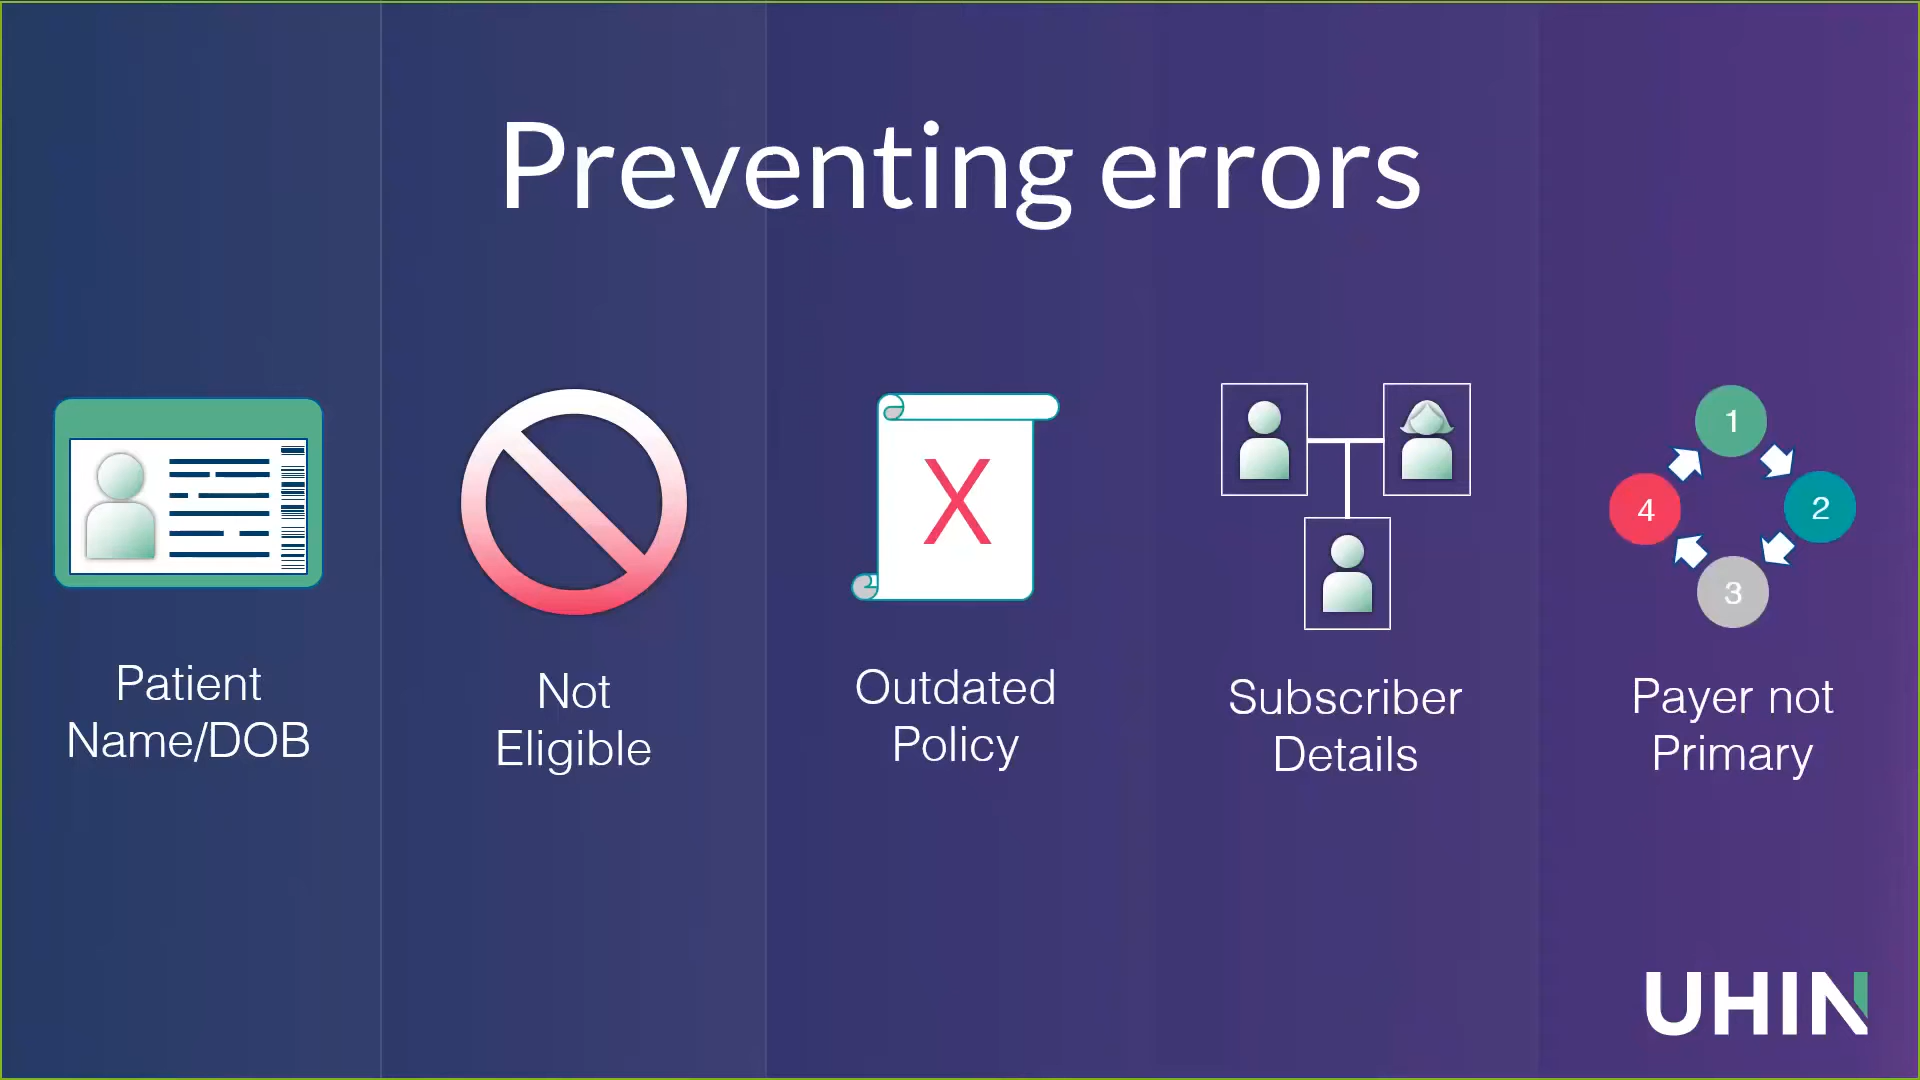 Preventing errors
X
1
4
2
3
Patient
Name/DOB
Not
Eligible
Outdated
Policy
Subscriber
Details
Payer not
Primary
UHIN